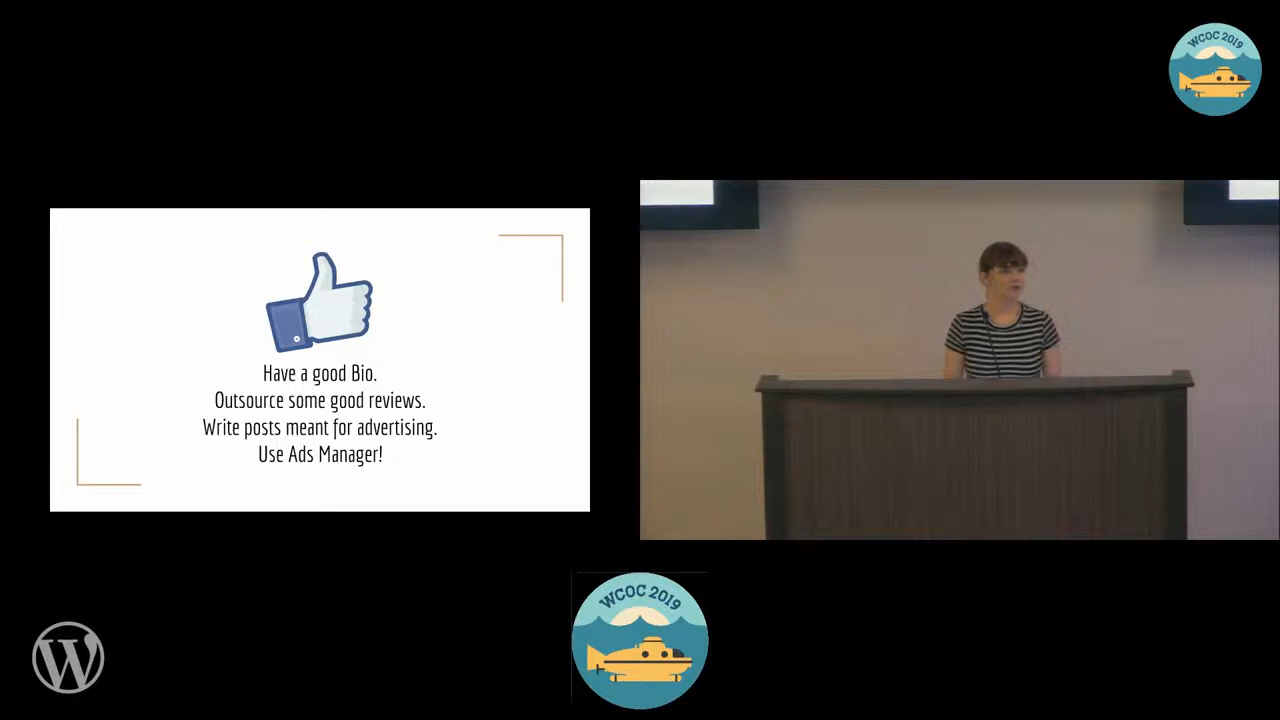 WCOC 2019
Have a good Bio.
Outsource some good reviews.
Write posts meant for advertising.
Use Ads Manager!
WCOC 2019
W